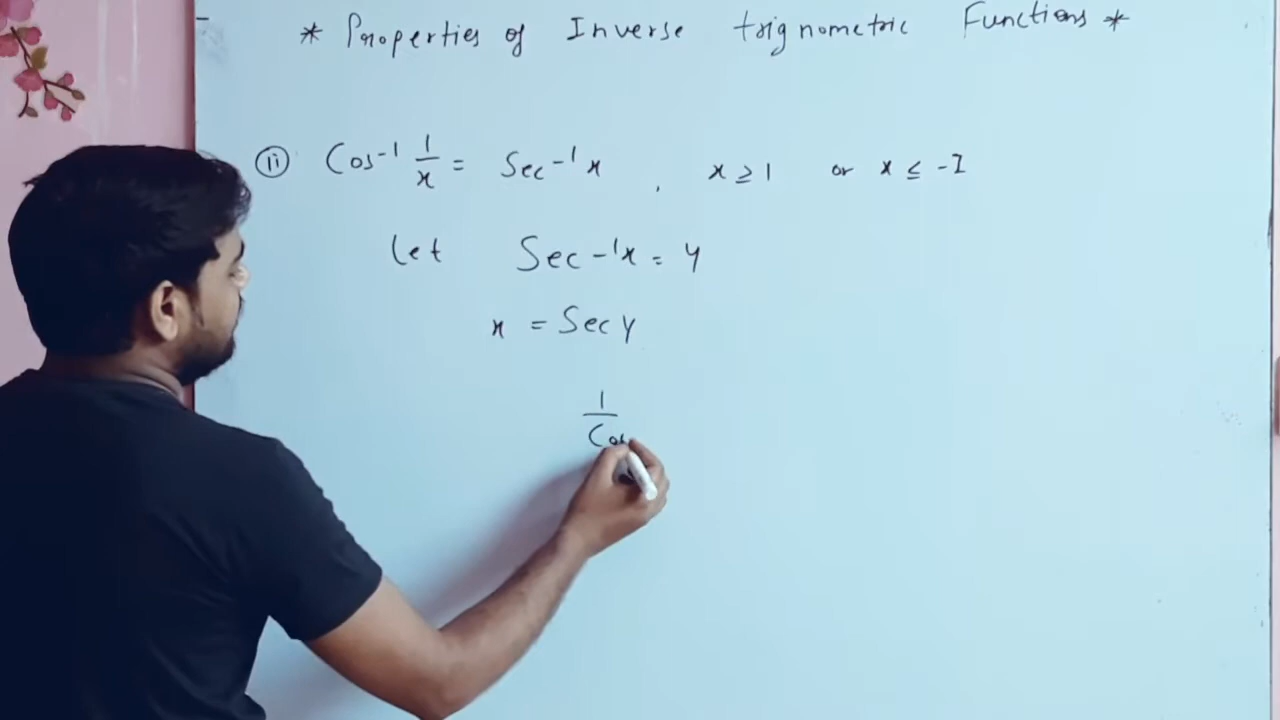 * Properties of Inverse trignometric Functions *
(ii) Cos⁻¹ 1/x = Sec⁻¹x , x ≥ 1 or x ≤ -1
Let Sec⁻¹x = y
x = Sec y
1/Cos